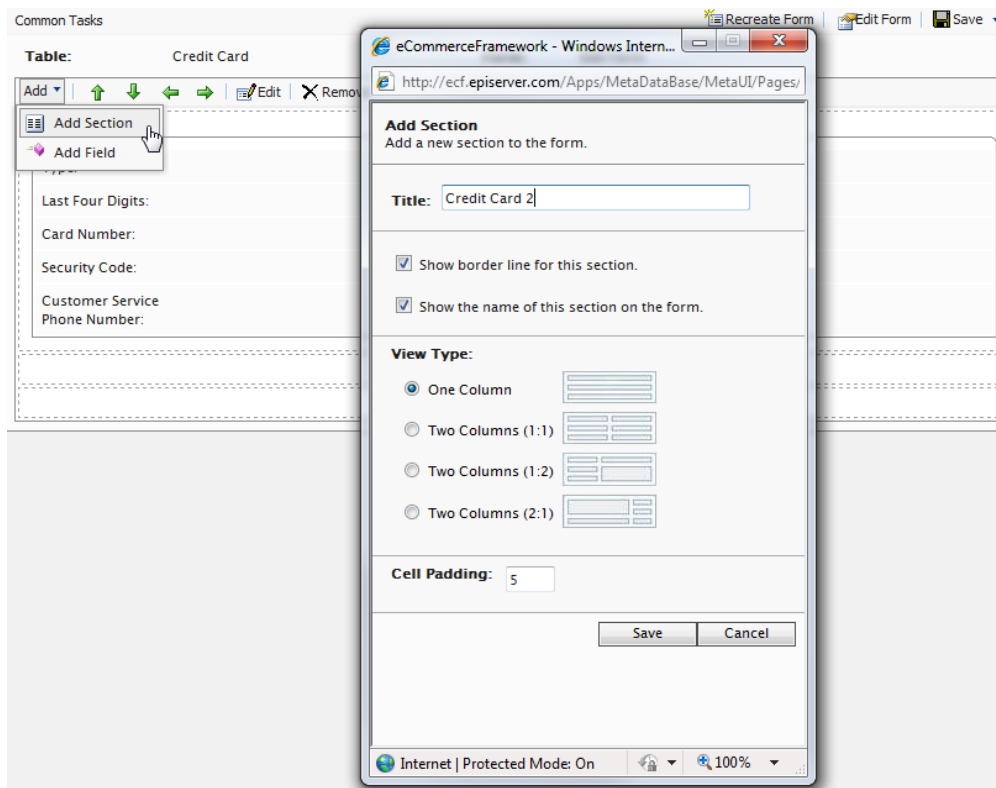 Common Tasks
Recreate Form
Edit Form
Save
Table: Credit Card
Add
Edit
Add Section
Add Field
Last Four Digits:
Card Number:
Security Code:
Customer Service
Phone Number:
eCommerceFramework - Windows Intern...
http://ecf.episerver.com/Apps/MetaDataBase/MetaUI/Pages/
Add Section
Add a new section to the form.
Title: Credit Card 2
Show border line for this section.
Show the name of this section on the form.
View Type:
One Column
Two Columns (1:1)
Two Columns (1:2)
Two Columns (2:1)
Cell Padding: 5
Save Cancel
Internet | Protected Mode: On 100%